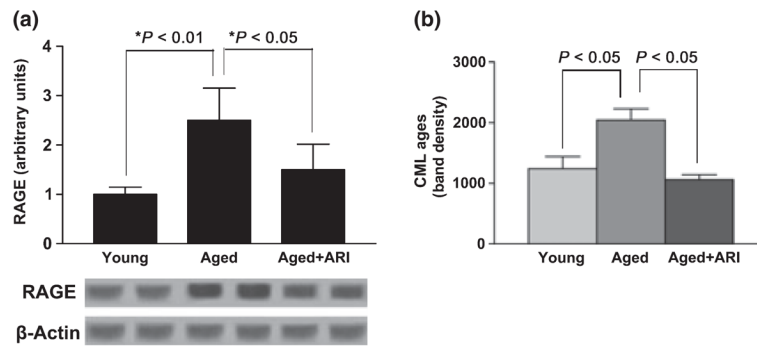 (a)
*P < 0.01
*P < 0.05
RAGE (arbitrary units)
4
3
2
1
0
Young
Aged
Aged+ARI
RAGE
β-Actin
(b)
P < 0.05
P < 0.05
CML ages
(band density)
3000
2000
1000
0
Young
Aged
Aged+ARI